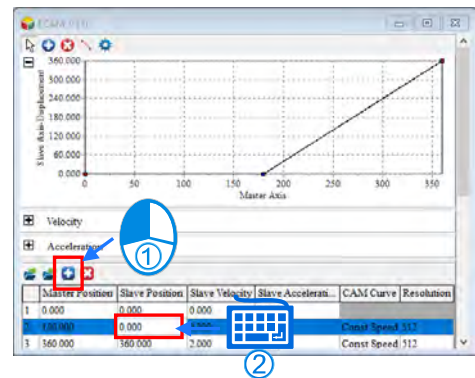 360.000
300.000
240.000
180.000
120.000
60.000
0.000
Slave Axis-Displacement
0 50 100 150 200 250 300 350
Master Axis
Velocity
Acceleration
1
Master Position Slave Position Slave Velocity Slave Accelerati... CAM Curve Resolution
1 0.000 0.000 0.000
2 180.000 0.000 Const Speed 512
3 360.000 360.000 2.000 Const Speed 512
2